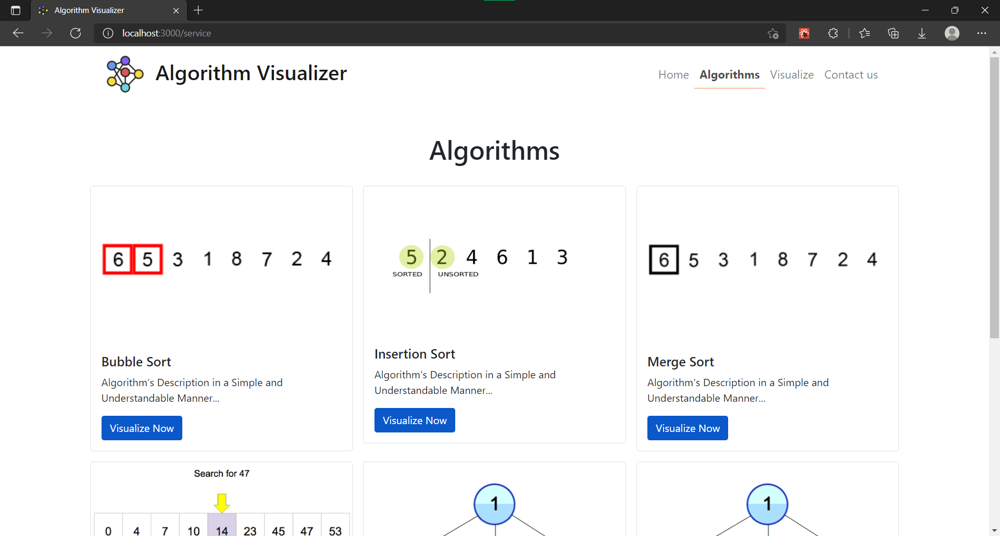 Algorithm Visualizer
localhost:3000/service
Algorithm Visualizer
Home Algorithms Visualize Contact us
Algorithms
6 5 3 1 8 7 2 4
Bubble Sort
Algorithm's Description in a Simple and
Understandable Manner...
Visualize Now
5 2 4 6 1 3
SORTED UNSORTED
Insertion Sort
Algorithm's Description in a Simple and
Understandable Manner...
Visualize Now
6 5 3 1 8 7 2 4
Merge Sort
Algorithm's Description in a Simple and
Understandable Manner...
Visualize Now
Search for 47
0 4 7 10 14 23 45 47 53
1
1